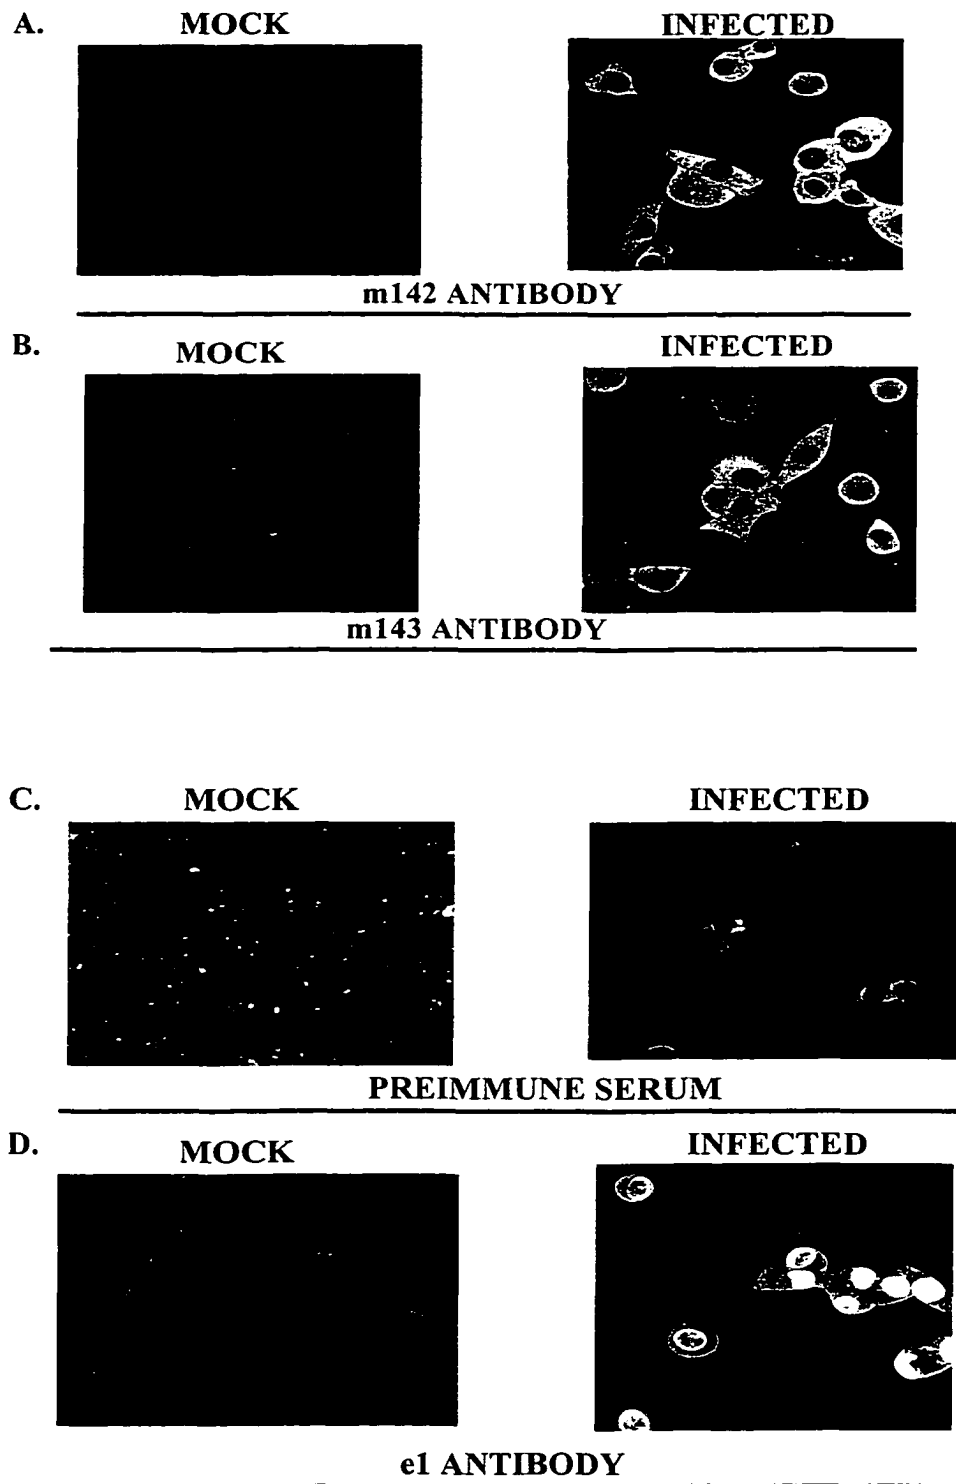 A.
MOCK
INFECTED
m142 ANTIBODY
B.
MOCK
INFECTED
m143 ANTIBODY
C.
MOCK
INFECTED
PREIMMUNE SERUM
D.
MOCK
INFECTED
e1 ANTIBODY